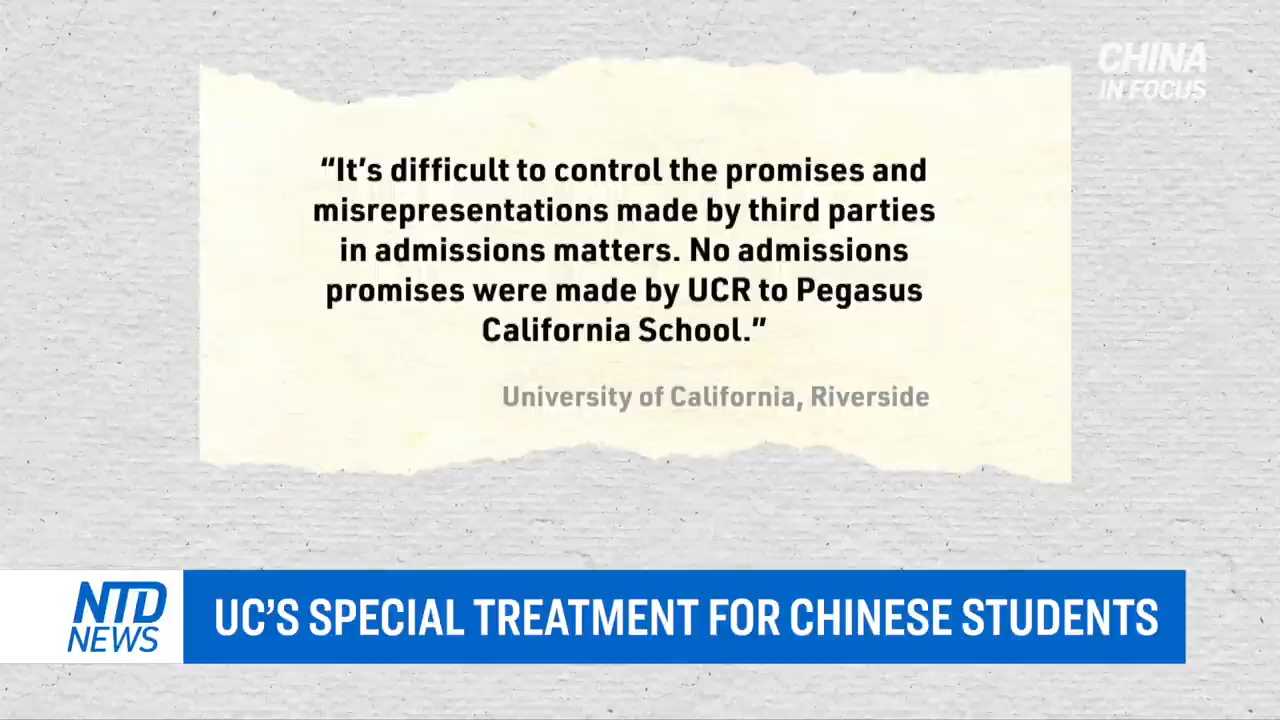 CHINA
IN FOCUS
“It’s difficult to control the promises and
misrepresentations made by third parties
in admissions matters. No admissions
promises were made by UCR to Pegasus
California School.”
University of California, Riverside
NTD
NEWS
UC’S SPECIAL TREATMENT FOR CHINESE STUDENTS